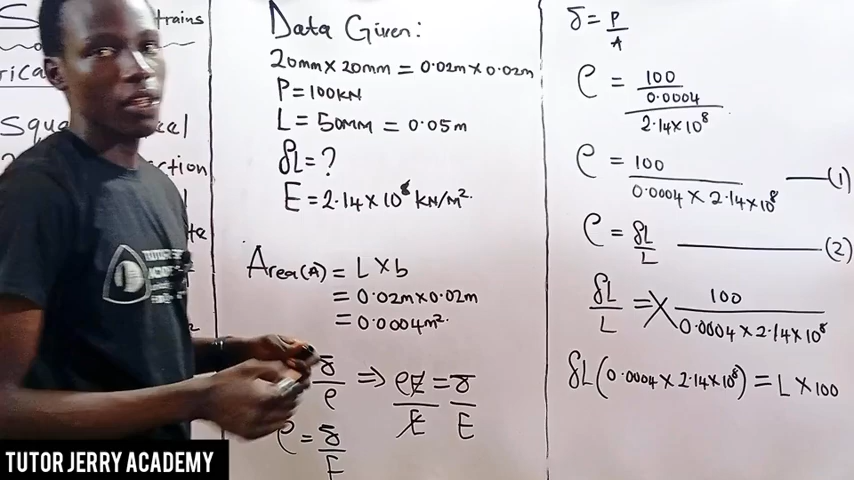 S trains
rical
Squa el
ction
Data Given:
20mm × 20mm = 0.02m × 0.02m
P = 100KN
L = 50MM = 0.05m
δL = ?
E = 2.14 × 10⁸ KN/M².
Area(A) = L × b
= 0.02m × 0.02m
= 0.0004m².
σ/e ⇒ eE/E = σ/E
e = σ/E
σ = P/A
e = 100/0.0004 / 2.14×10⁸
e = 100 / 0.0004 × 2.14×10⁸ — (1)
e = δL/L — (2)
δL/L = 100 / 0.0004 × 2.14×10⁸
δL(0.0004 × 2.14×10⁸) = L × 100
TUTOR JERRY ACADEMY